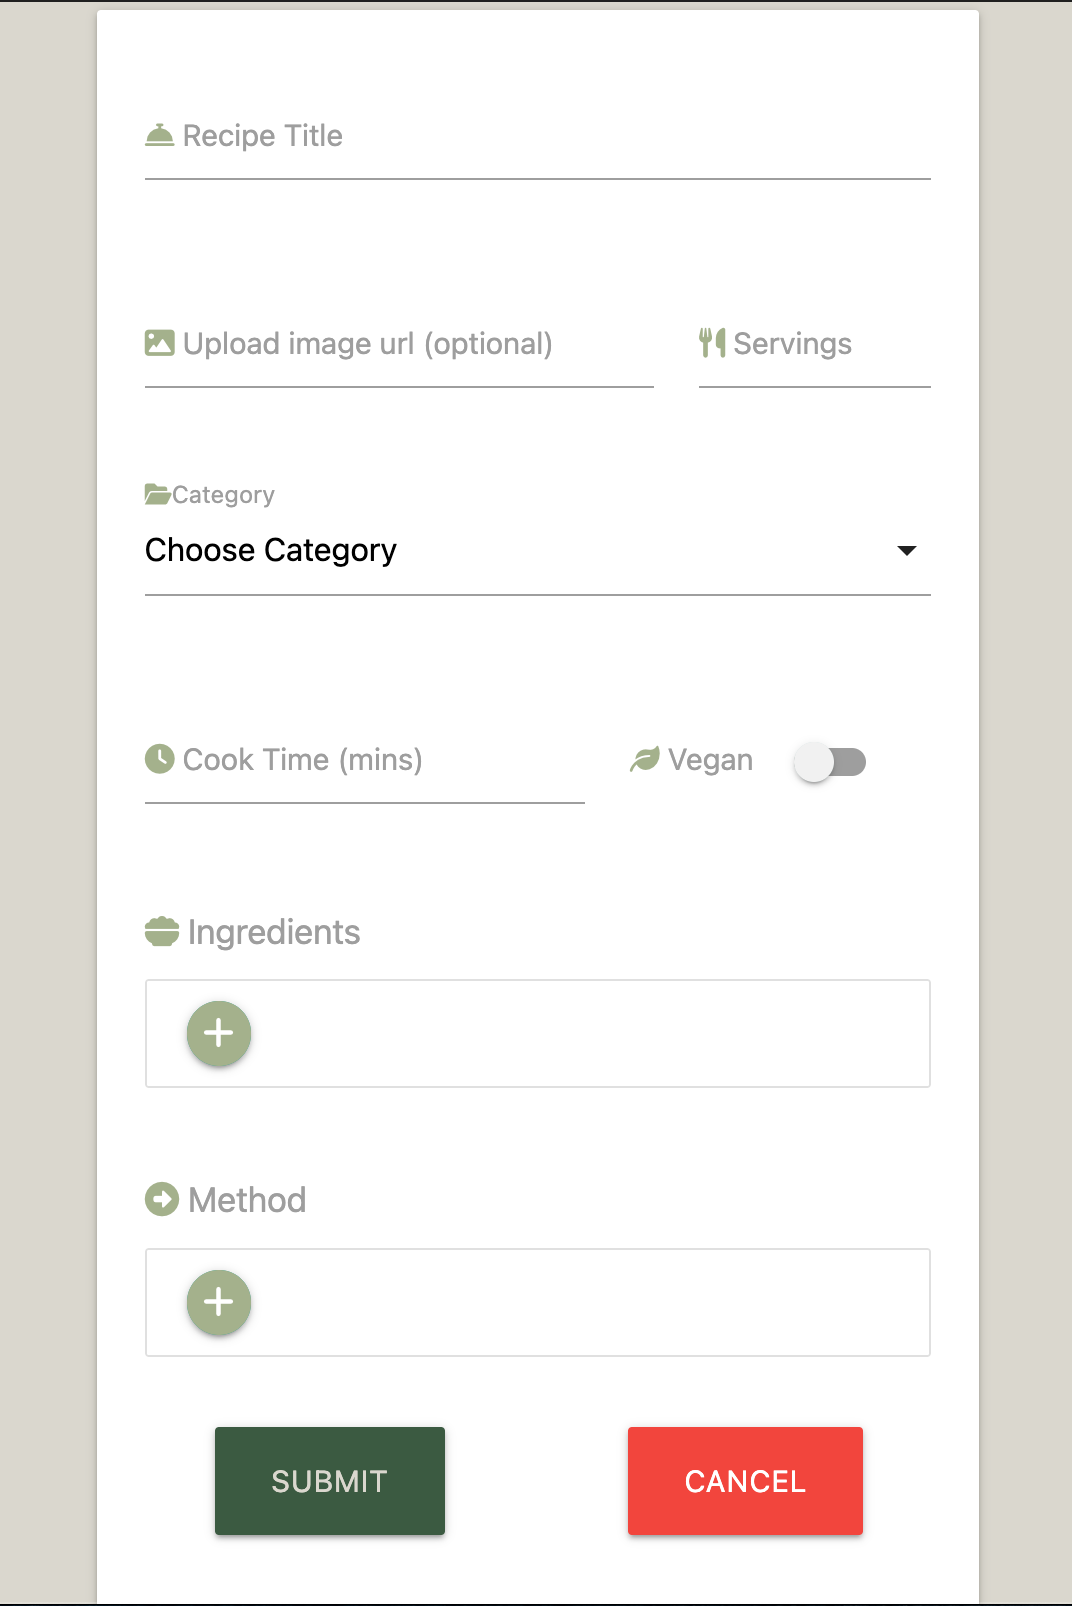 Recipe Title
Upload image url (optional) Servings
Category
Choose Category
Cook Time (mins) Vegan
Ingredients
Method
SUBMIT CANCEL